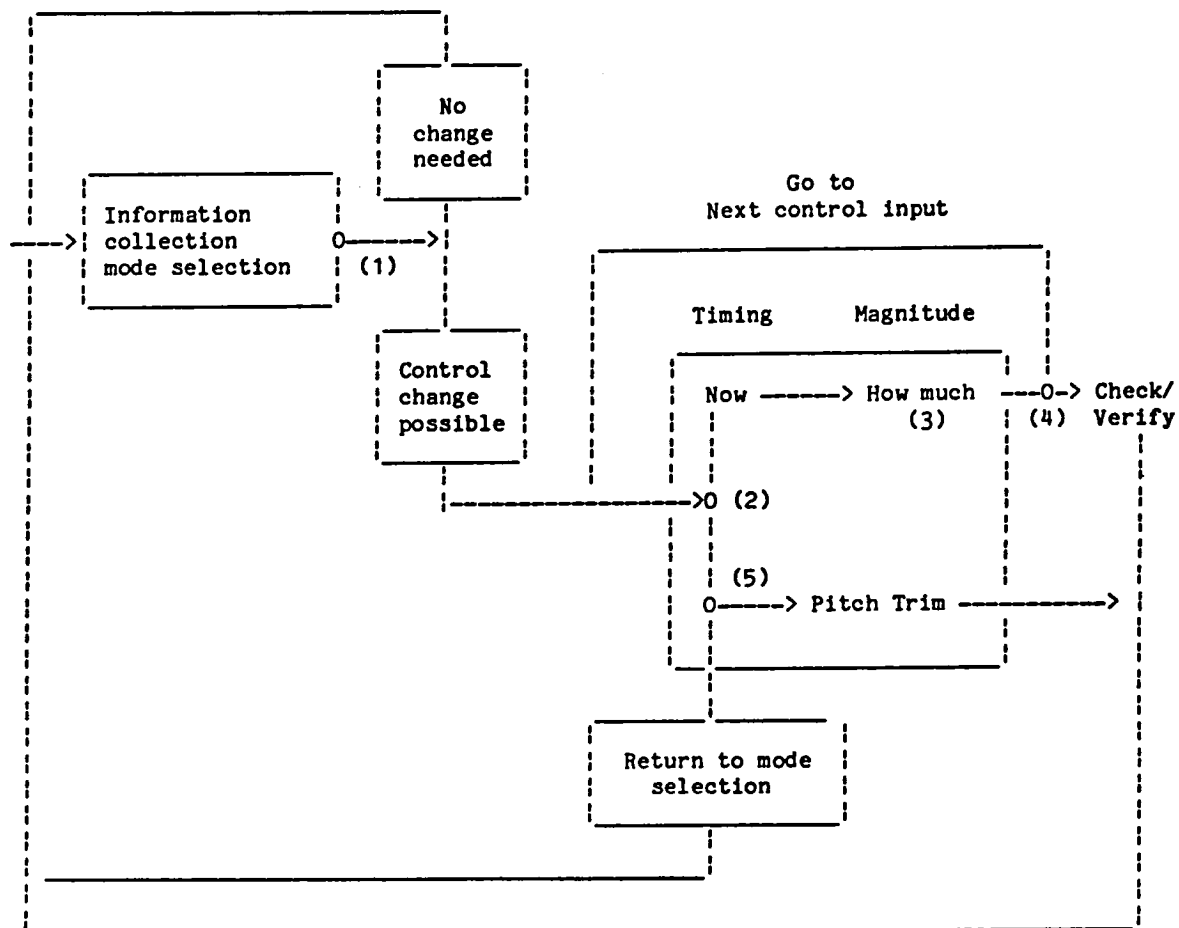 No
change
needed
Information
collection
mode selection
(1)
Go to
Next control input
Timing Magnitude
Control
change
possible
Now How much Check/
(3) (4) Verify
(2)
(5)
Pitch Trim
Return to mode
selection